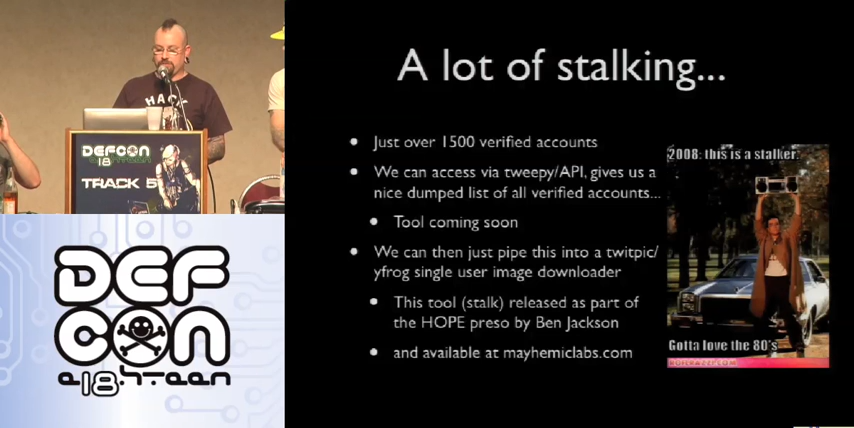 HACK
DEFCON
18
TRACK 5
DEF
CON
e18hteen
A lot of stalking...
Just over 1500 verified accounts
We can access via tweepy/API, gives us a
nice dumped list of all verified accounts...
Tool coming soon
We can then just pipe this into a twitpic/
yfrog single user image downloader
This tool (stalk) released as part of
the HOPE preso by Ben Jackson
and available at mayhemiclabs.com
2008: this is a stalker.
Gotta love the 80's